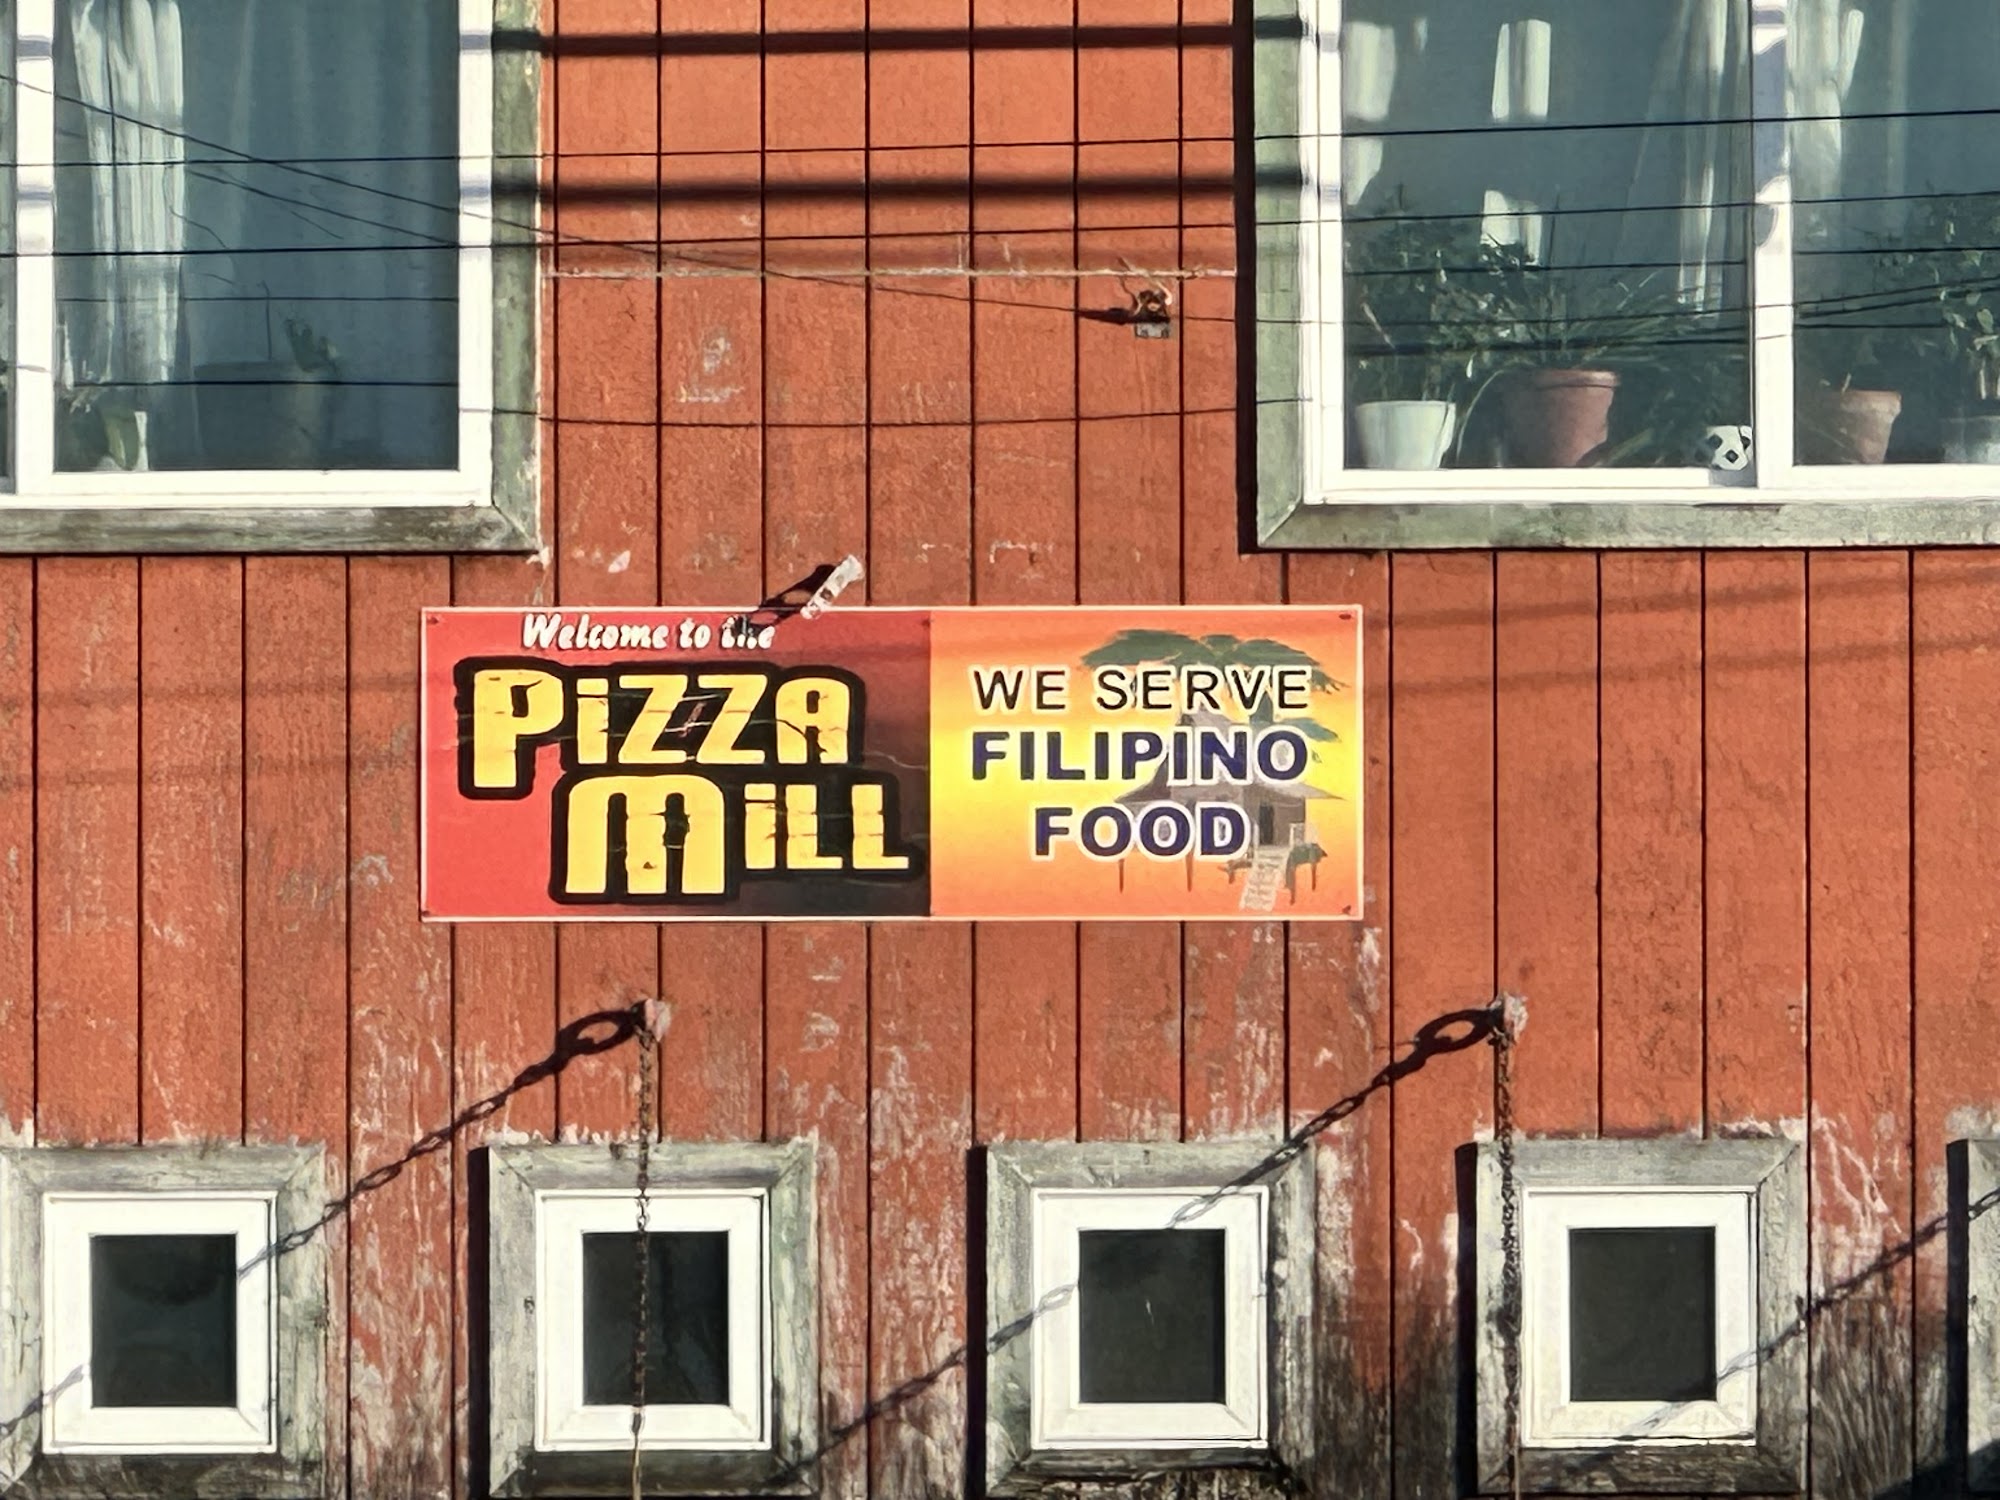 Welcome to the
PiZZA
MiLL
WE SERVE
FILIPINO
FOOD